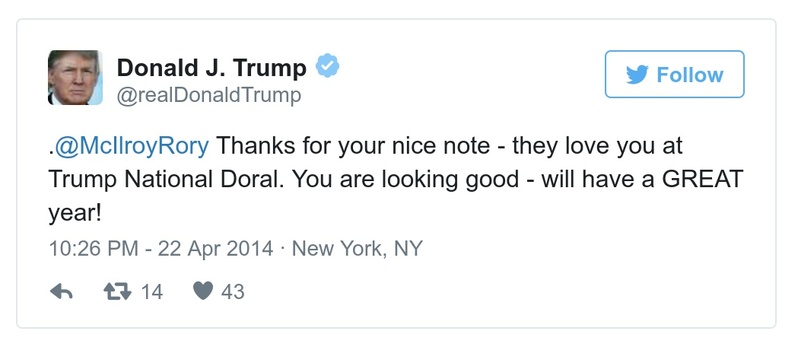 Donald J. Trump
@realDonaldTrump
Follow
.@McIlroyRory Thanks for your nice note - they love you at
Trump National Doral. You are looking good - will have a GREAT
year!
10:26 PM - 22 Apr 2014 · New York, NY
14 43